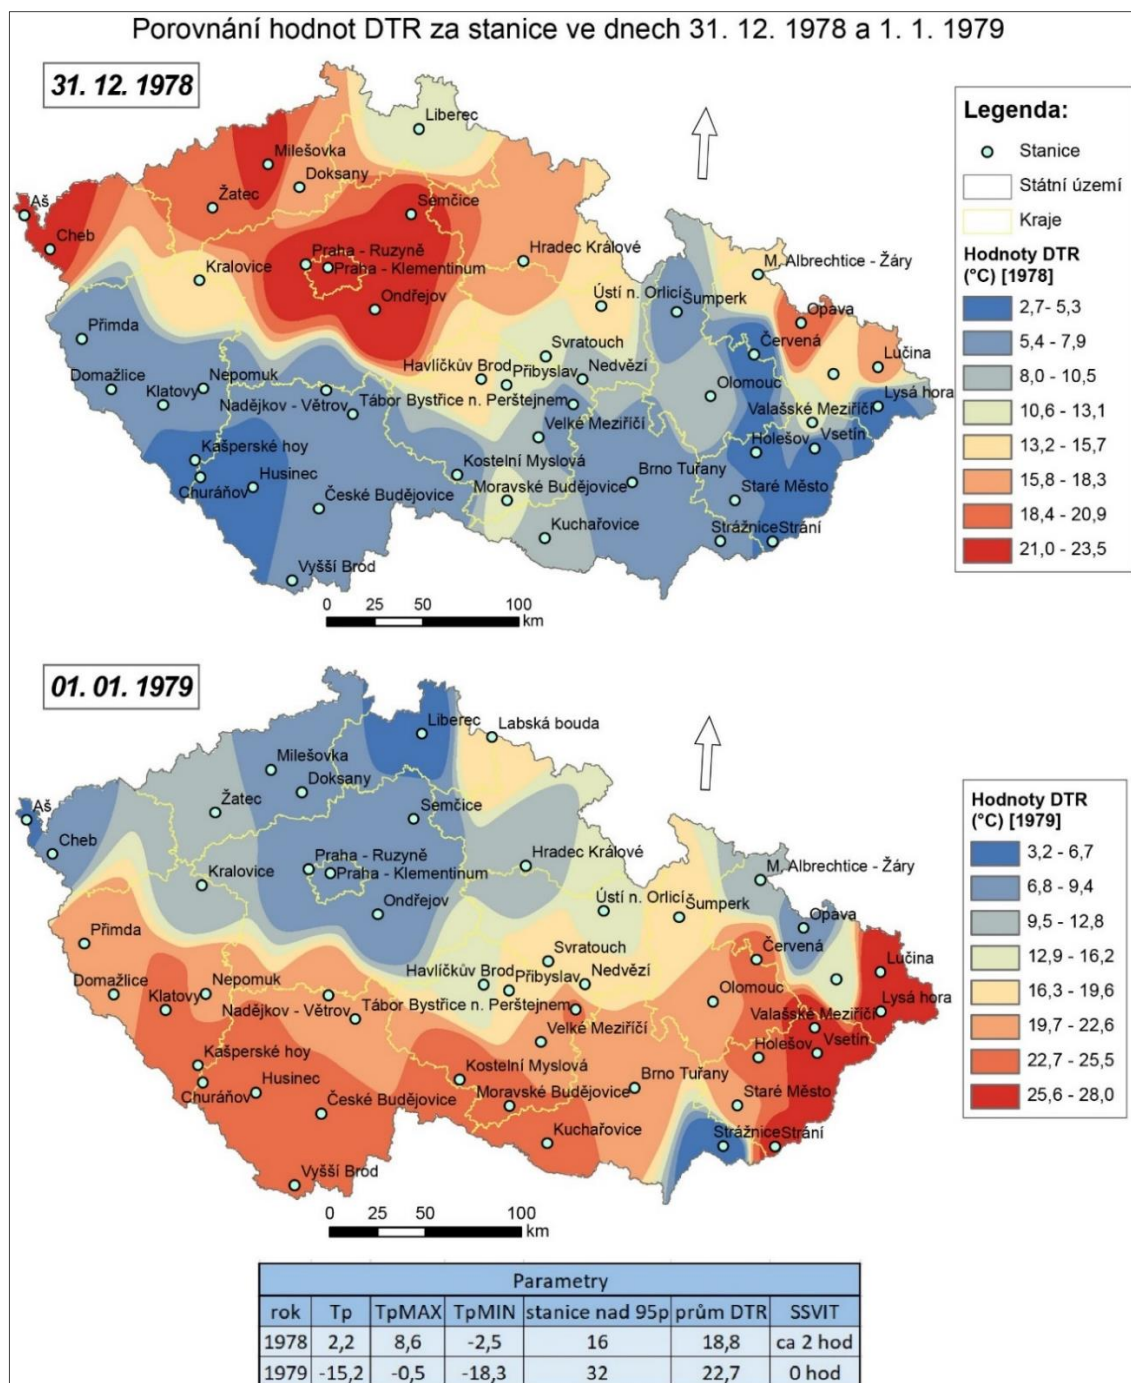 Porovnání hodnot DTR za stanice ve dnech 31. 12. 1978 a 1. 1. 1979
31. 12. 1978
Liberec
Milešovka
Doksany
Žatec
Semčice
Aš
Cheb
Praha - Ruzyně
Praha - Klementinum
Kralovice
Hradec Králové
M. Albrechtice - Žáry
Ondřejov
Ústí n. Orlicí
Šumperk
Opava
Přimda
Svratouch
Červená
Lučina
Havlíčkův Brod
Přibyslav
Nedvězí
Domažlice
Nepomuk
Klatovy
Nadějkov - Větrov
Tábor
Bystřice n. Perštejnem
Olomouc
Lysá hora
Valašské Meziříčí
Velké Meziříčí
Holešov
Vsetín
Kašperské hoy
Churáňov
Husinec
Kostelní Myslová
Brno Tuřany
České Budějovice
Moravské Budějovice
Staré Město
Kuchařovice
Strážnice
Strání
Vyšší Brod
0 25 50 100
km
Legenda:
Stanice
Státní území
Kraje
Hodnoty DTR
(°C) [1978]
2,7 - 5,3
5,4 - 7,9
8,0 - 10,5
10,6 - 13,1
13,2 - 15,7
15,8 - 18,3
18,4 - 20,9
21,0 - 23,5
01. 01. 1979
Liberec
Labská bouda
Milešovka
Doksany
Žatec
Semčice
Aš
Cheb
Praha - Ruzyně
Praha - Klementinum
Kralovice
Hradec Králové
M. Albrechtice - Žáry
Ondřejov
Ústí n. Orlicí
Šumperk
Opava
Přimda
Svratouch
Červená
Lučina
Havlíčkův Brod
Přibyslav
Nedvězí
Domažlice
Nepomuk
Klatovy
Nadějkov - Větrov
Tábor
Bystřice n. Perštejnem
Olomouc
Lysá hora
Valašské Meziříčí
Velké Meziříčí
Holešov
Vsetín
Kašperské hoy
Churáňov
Husinec
Kostelní Myslová
Brno Tuřany
České Budějovice
Moravské Budějovice
Staré Město
Kuchařovice
Strážnice
Strání
Vyšší Brod
0 25 50 100
km
Hodnoty DTR
(°C) [1979]
3,2 - 6,7
6,8 - 9,4
9,5 - 12,8
12,9 - 16,2
16,3 - 19,6
19,7 - 22,6
22,7 - 25,5
25,6 - 28,0
Parametry
rok Tp TpMAX TpMIN stanice nad 95p prům DTR SSVIT
1978 2,2 8,6 -2,5 16 18,8 ca 2 hod
1979 -15,2 -0,5 -18,3 32 22,7 0 hod